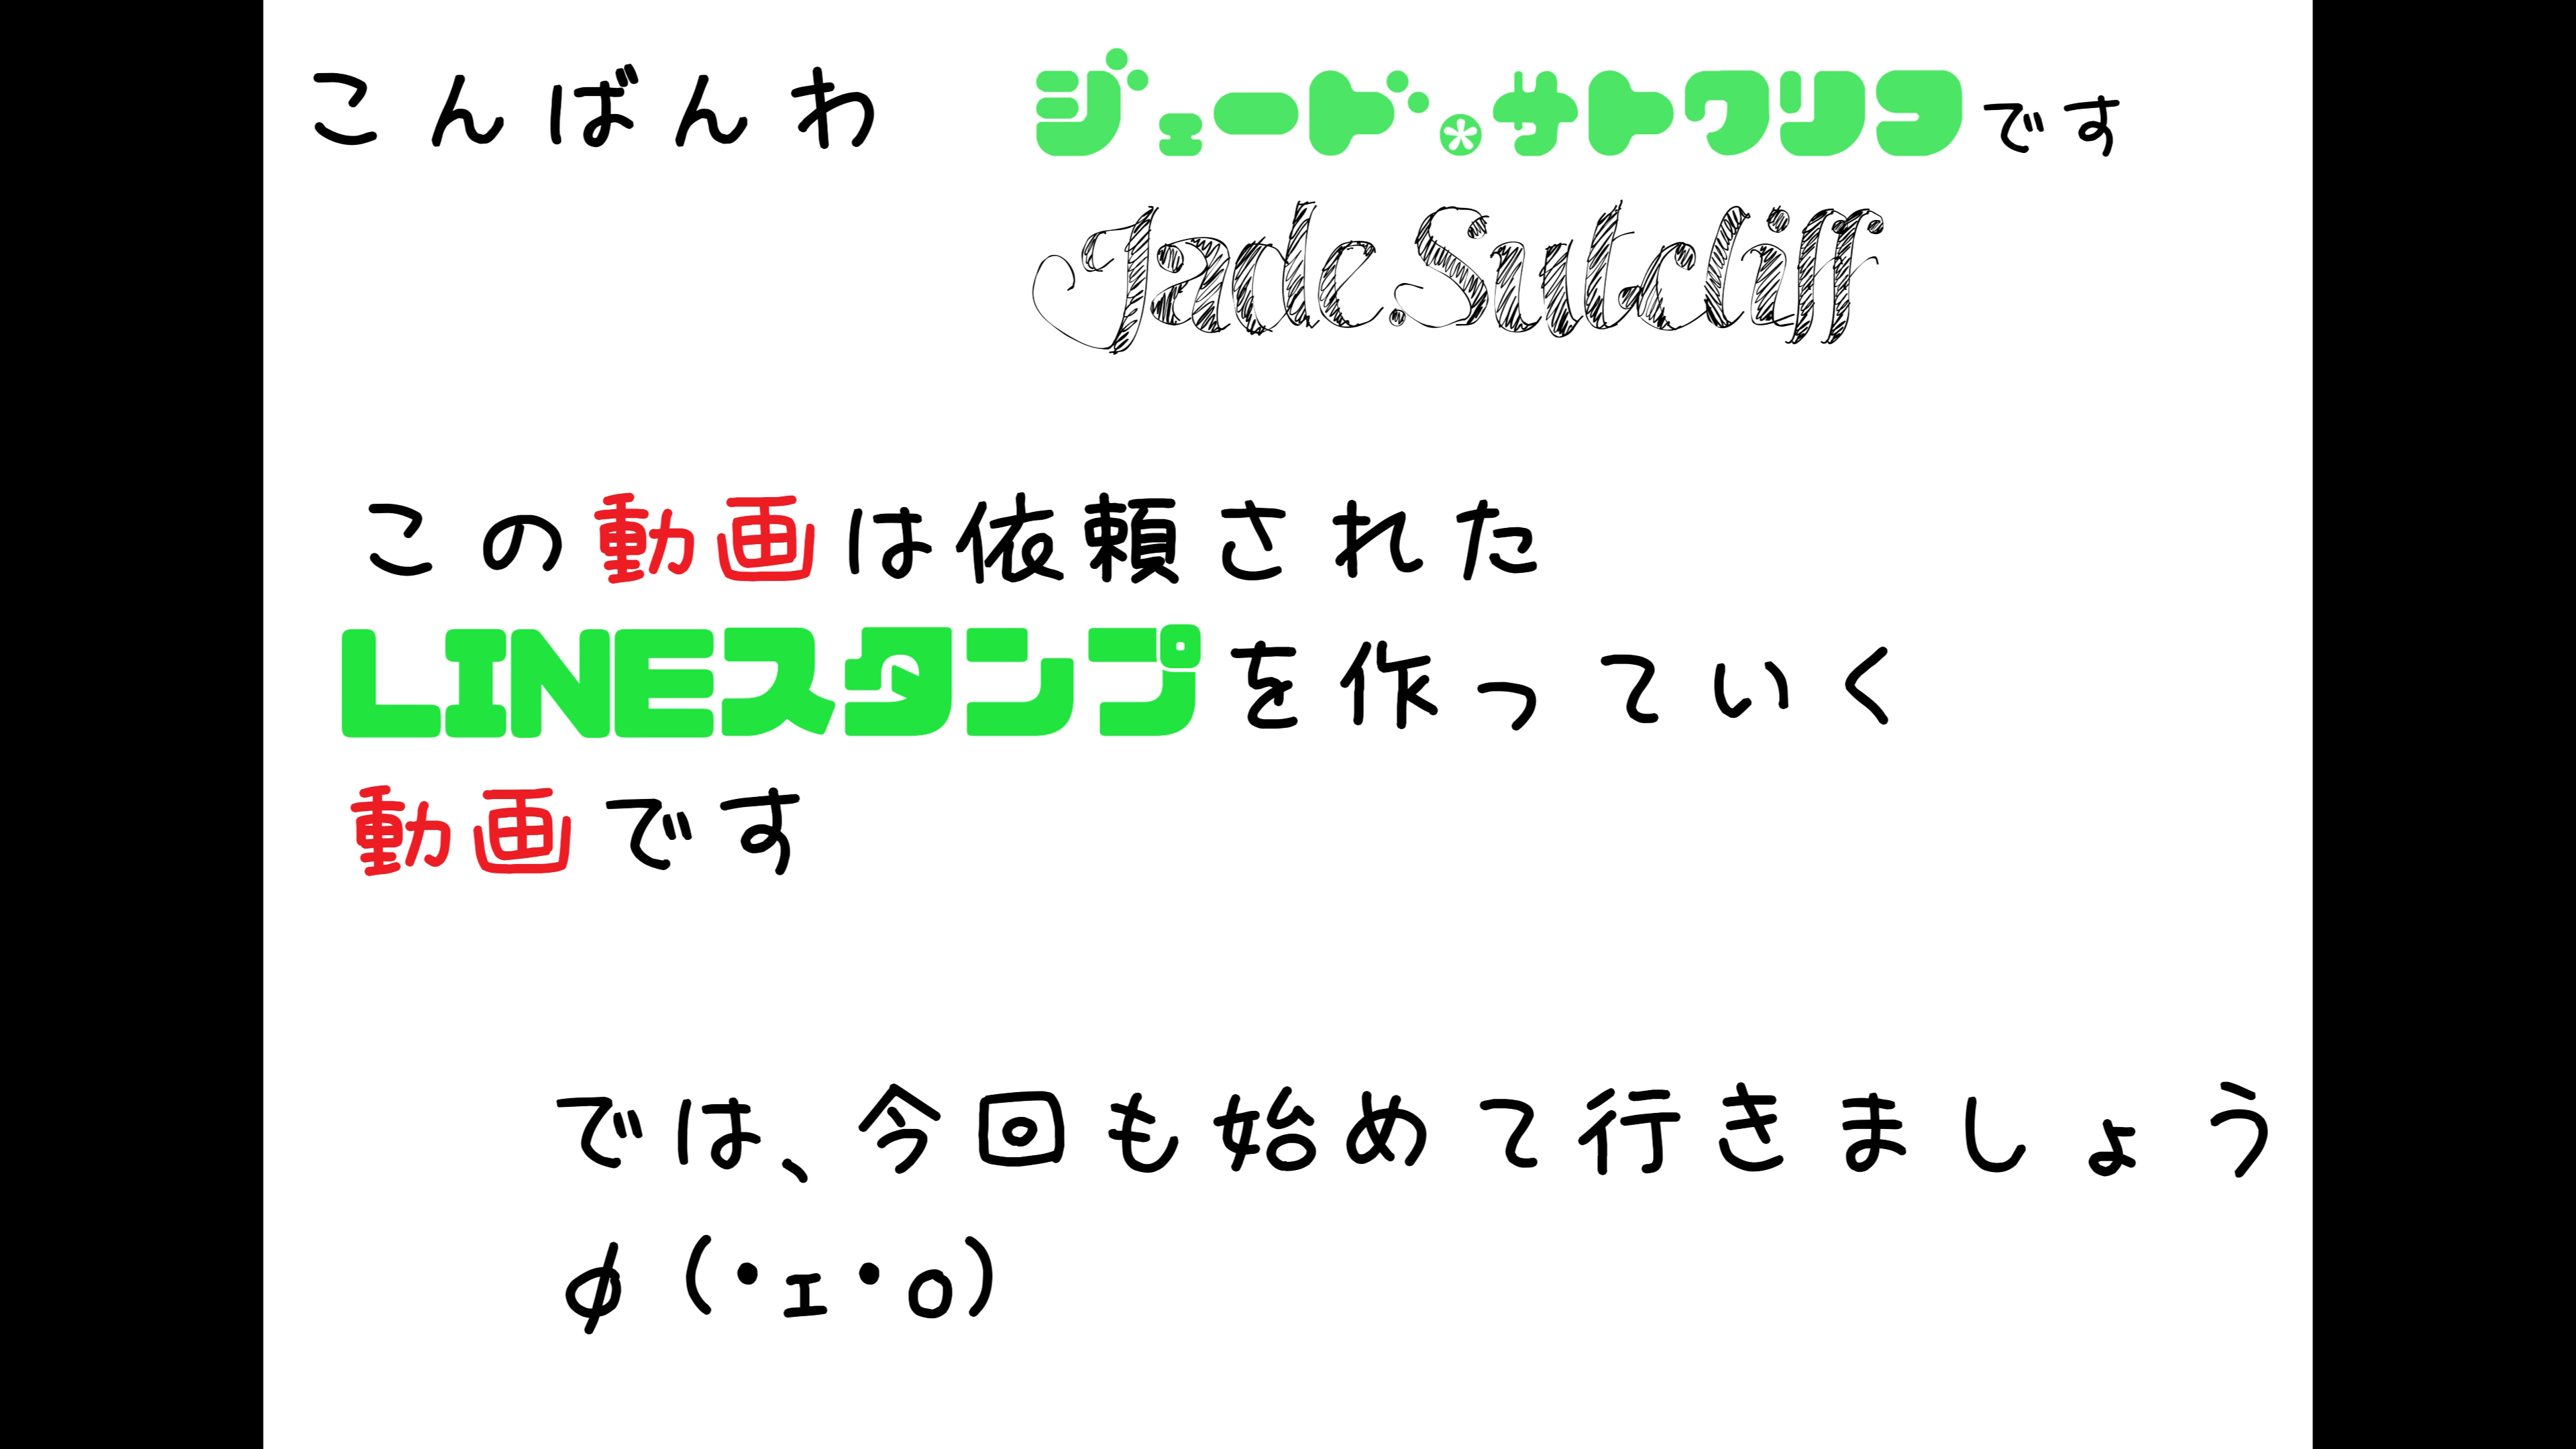 こんばんわ ジェード。サトクリフです
Jade.Sutcliff
この動画は依頼された
LINEスタンプを作っていく
動画です
では、今回も始めて行きましょう
φ(・ェ・o)